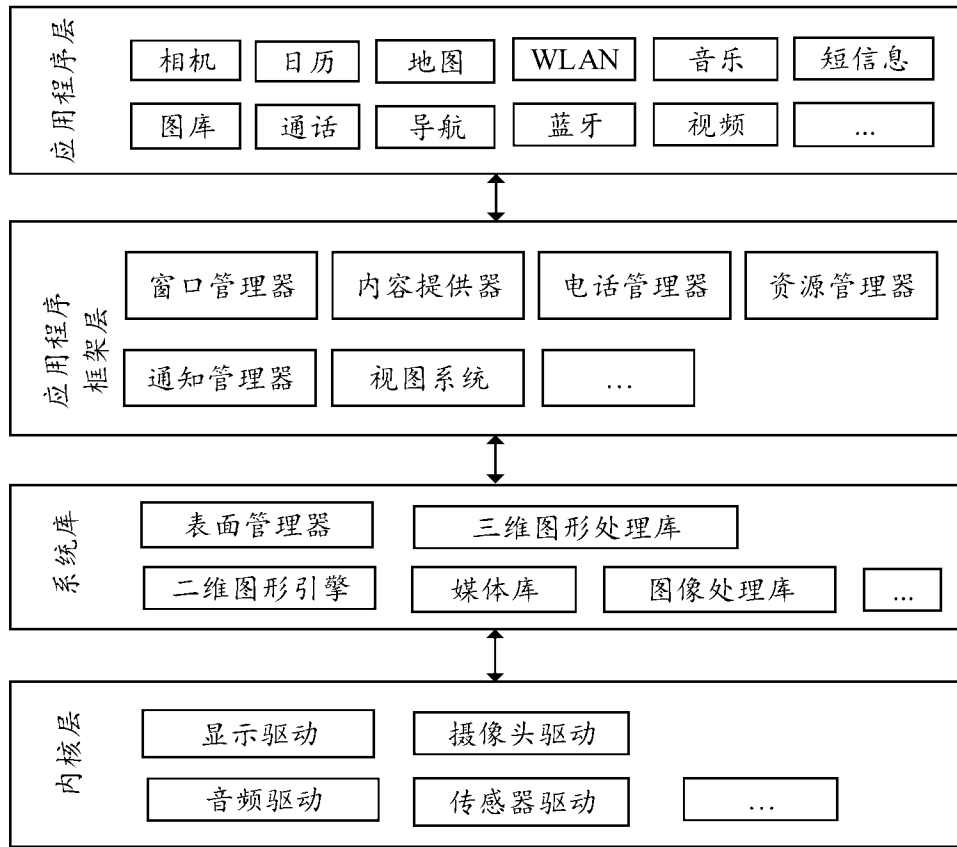 应用程序层
相机 日历 地图 WLAN 音乐 短信息
图库 通话 导航 蓝牙 视频 ...
应用程序
框架层
窗口管理器 内容提供器 电话管理器 资源管理器
通知管理器 视图系统 ...
系统库
表面管理器 三维图形处理库
二维图形引擎 媒体库 图像处理库 ...
内核层
显示驱动 摄像头驱动
音频驱动 传感器驱动 ...